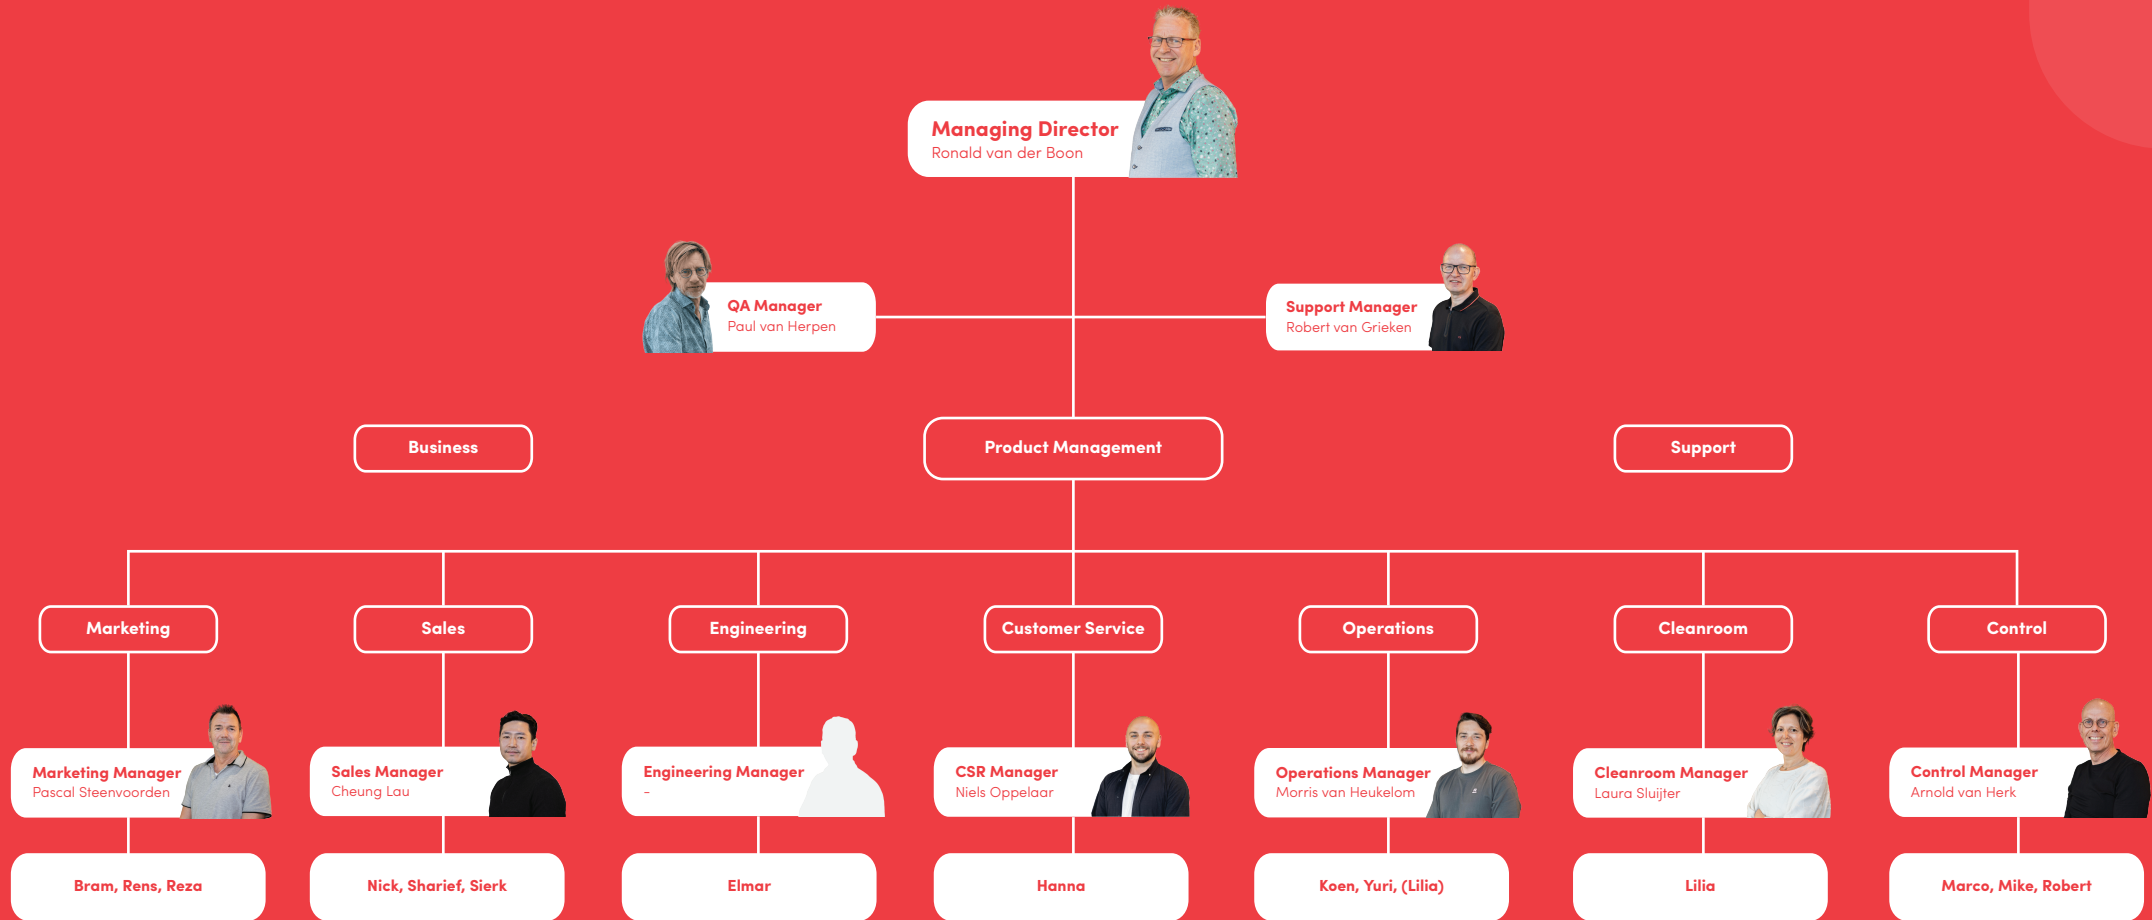 Managing Director
Ronald van der Boon
QA Manager
Paul van Herpen
Support Manager
Robert van Grieken
Business
Product Management
Support
Marketing
Sales
Engineering
Customer Service
Operations
Cleanroom
Control
Marketing Manager
Pascal Steenvoorden
Sales Manager
Cheung Lau
Engineering Manager
-
CSR Manager
Niels Oppelaar
Operations Manager
Morris van Heukelom
Cleanroom Manager
Laura Sluijter
Control Manager
Arnold van Herk
Bram, Rens, Reza
Nick, Sharief, Sierk
Elmar
Hanna
Koen, Yuri, (Lilia)
Lilia
Marco, Mike, Robert